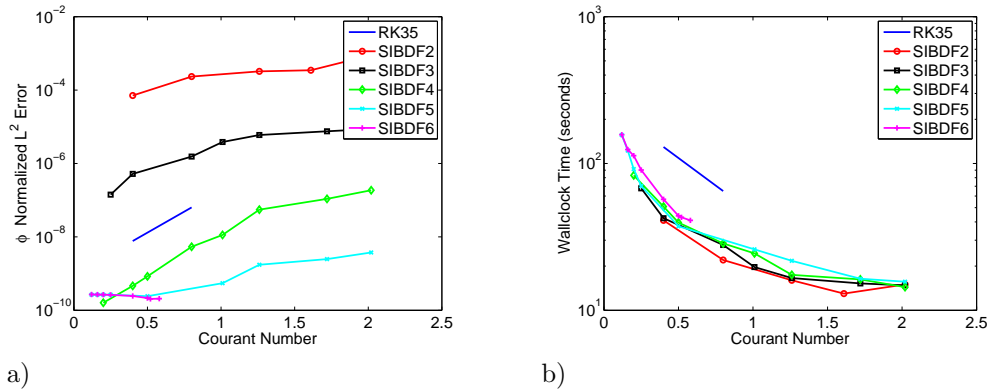 10^−2
10^−4
10^−6
10^−8
10^−10
ϕ Normalized L^2 Error
0 0.5 1 1.5 2 2.5
Courant Number
RK35
SIBDF2
SIBDF3
SIBDF4
SIBDF5
SIBDF6
a)
10^3
10^2
10^1
Wallclock Time (seconds)
0 0.5 1 1.5 2 2.5
Courant Number
RK35
SIBDF2
SIBDF3
SIBDF4
SIBDF5
SIBDF6
b)